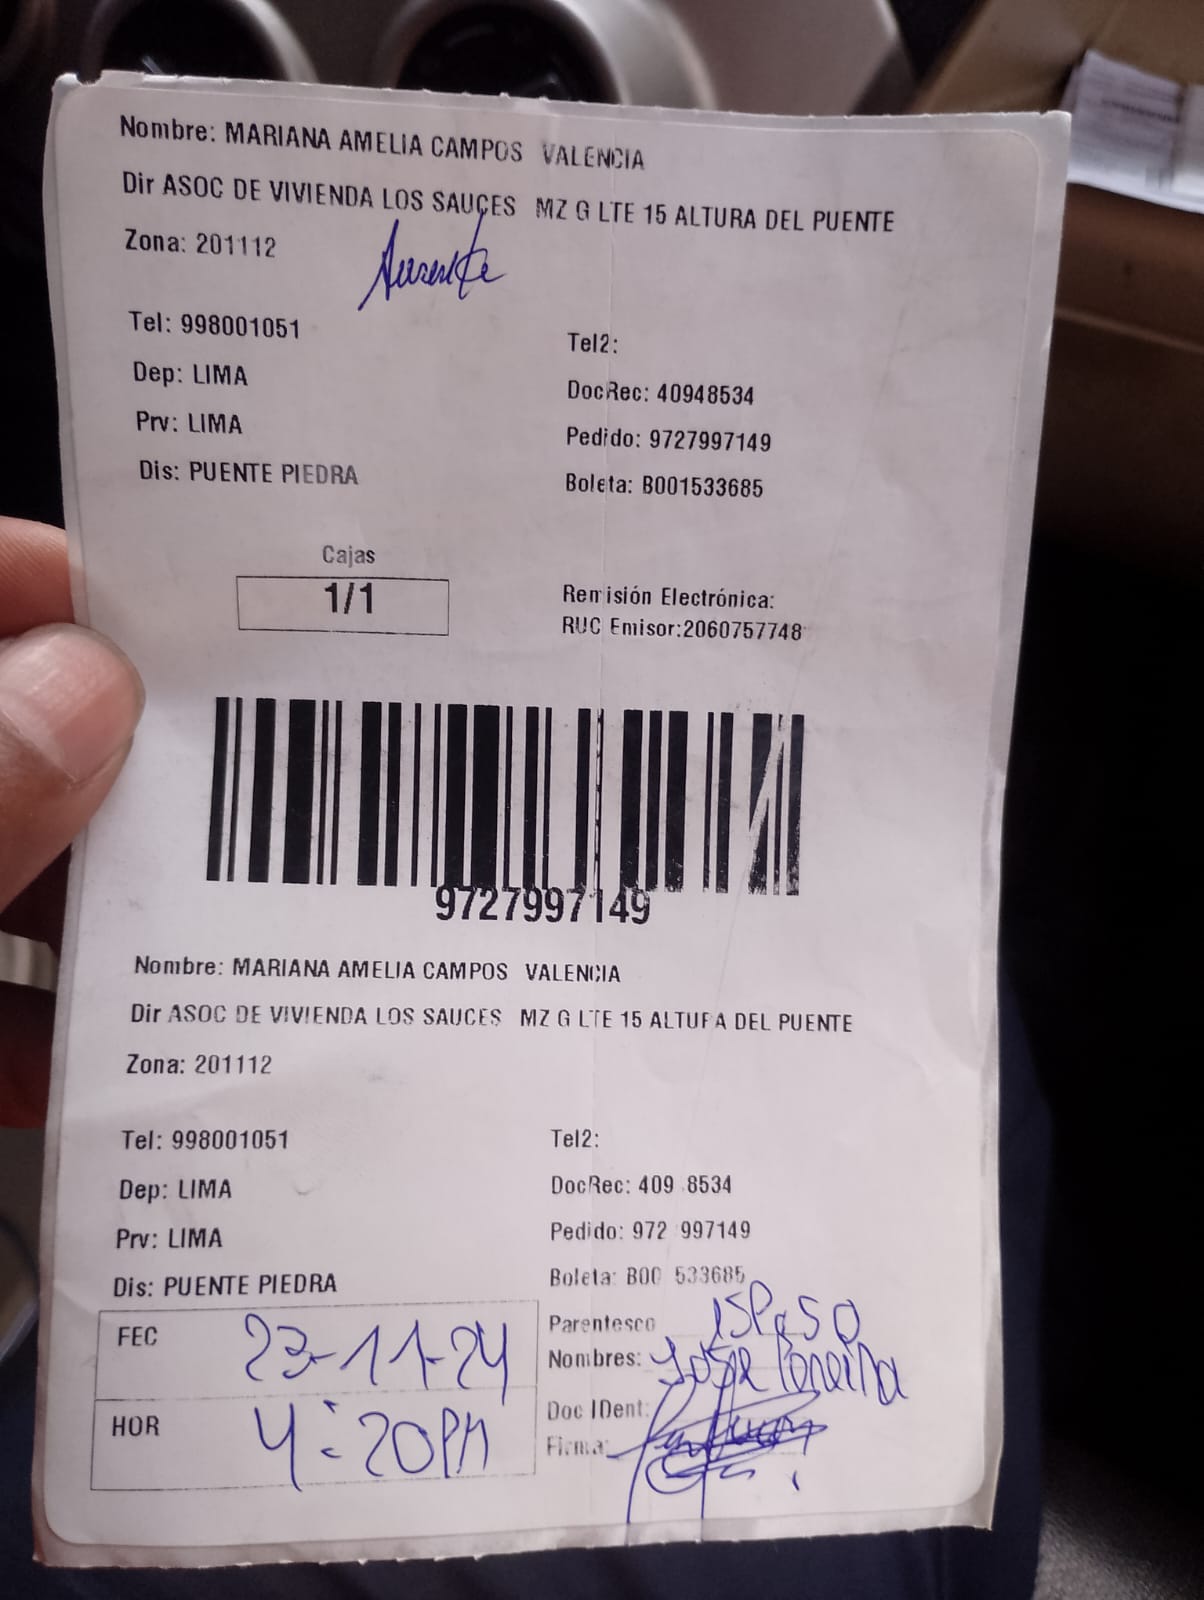 Nombre: MARIANA AMELIA CAMPOS VALENCIA
Dir ASOC DE VIVIENDA LOS SAUCES MZ G LTE 15 ALTURA DEL PUENTE
Zona: 201112
Ausente
Tel: 998001051
Tel2:
Dep: LIMA
DocRec: 40948534
Prv: LIMA
Pedido: 9727997149
Dis: PUENTE PIEDRA
Boleta: B001533685
Cajas
1/1
Remisión Electrónica:
RUC Emisor:2060757748
9727997149
Nombre: MARIANA AMELIA CAMPOS VALENCIA
Dir ASOC DE VIVIENDA LOS SAUCES MZ G LTE 15 ALTURA DEL PUENTE
Zona: 201112
Tel: 998001051
Tel2:
Dep: LIMA
DocRec: 409 8534
Prv: LIMA
Pedido: 972 997149
Dis: PUENTE PIEDRA
Boleta: B00 533685
FEC 23-11-24
Parentesco
Nombres: Jose Pereira
HOR 4:20PM
Doc IDent:
Firma: